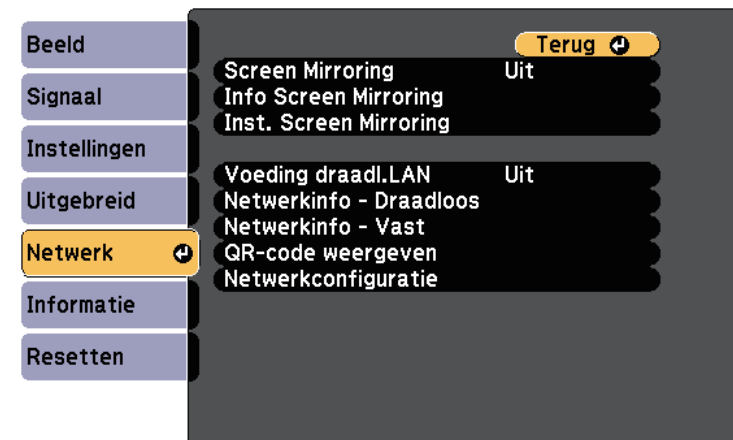 Beeld
Signaal
Instellingen
Uitgebreid
Netwerk
Informatie
Resetten
Terug
Screen Mirroring Uit
Info Screen Mirroring
Inst. Screen Mirroring
Voeding draadl.LAN Uit
Netwerkinfo - Draadloos
Netwerkinfo - Vast
QR-code weergeven
Netwerkconfiguratie